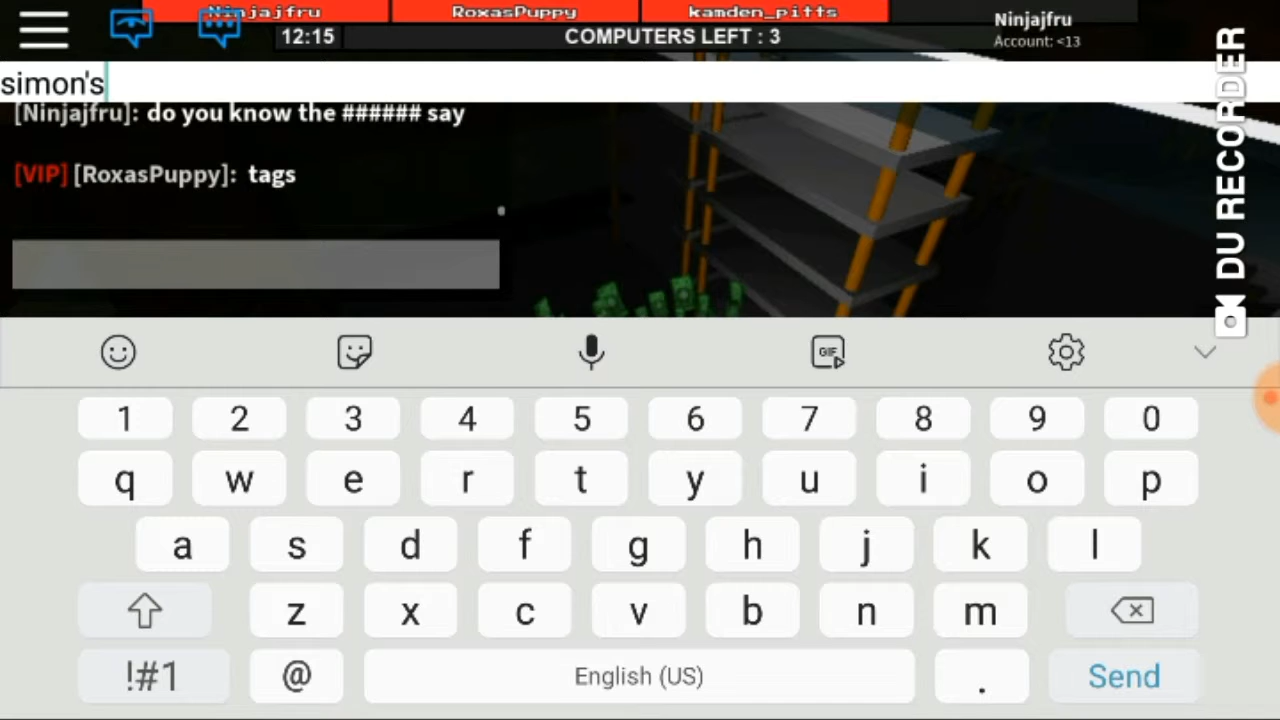 Ninjajfru RoxasPuppy kamden_pitts
Ninjajfru
Account: <13
12:15 COMPUTERS LEFT : 3
simon's
[Ninjajfru]: do you know the ###### say
[VIP] [RoxasPuppy]: tags
DU RECORDER
GIF
1 2 3 4 5 6 7 8 9 0
q w e r t y u i o p
a s d f g h j k l
z x c v b n m
!#1 @ English (US) . Send